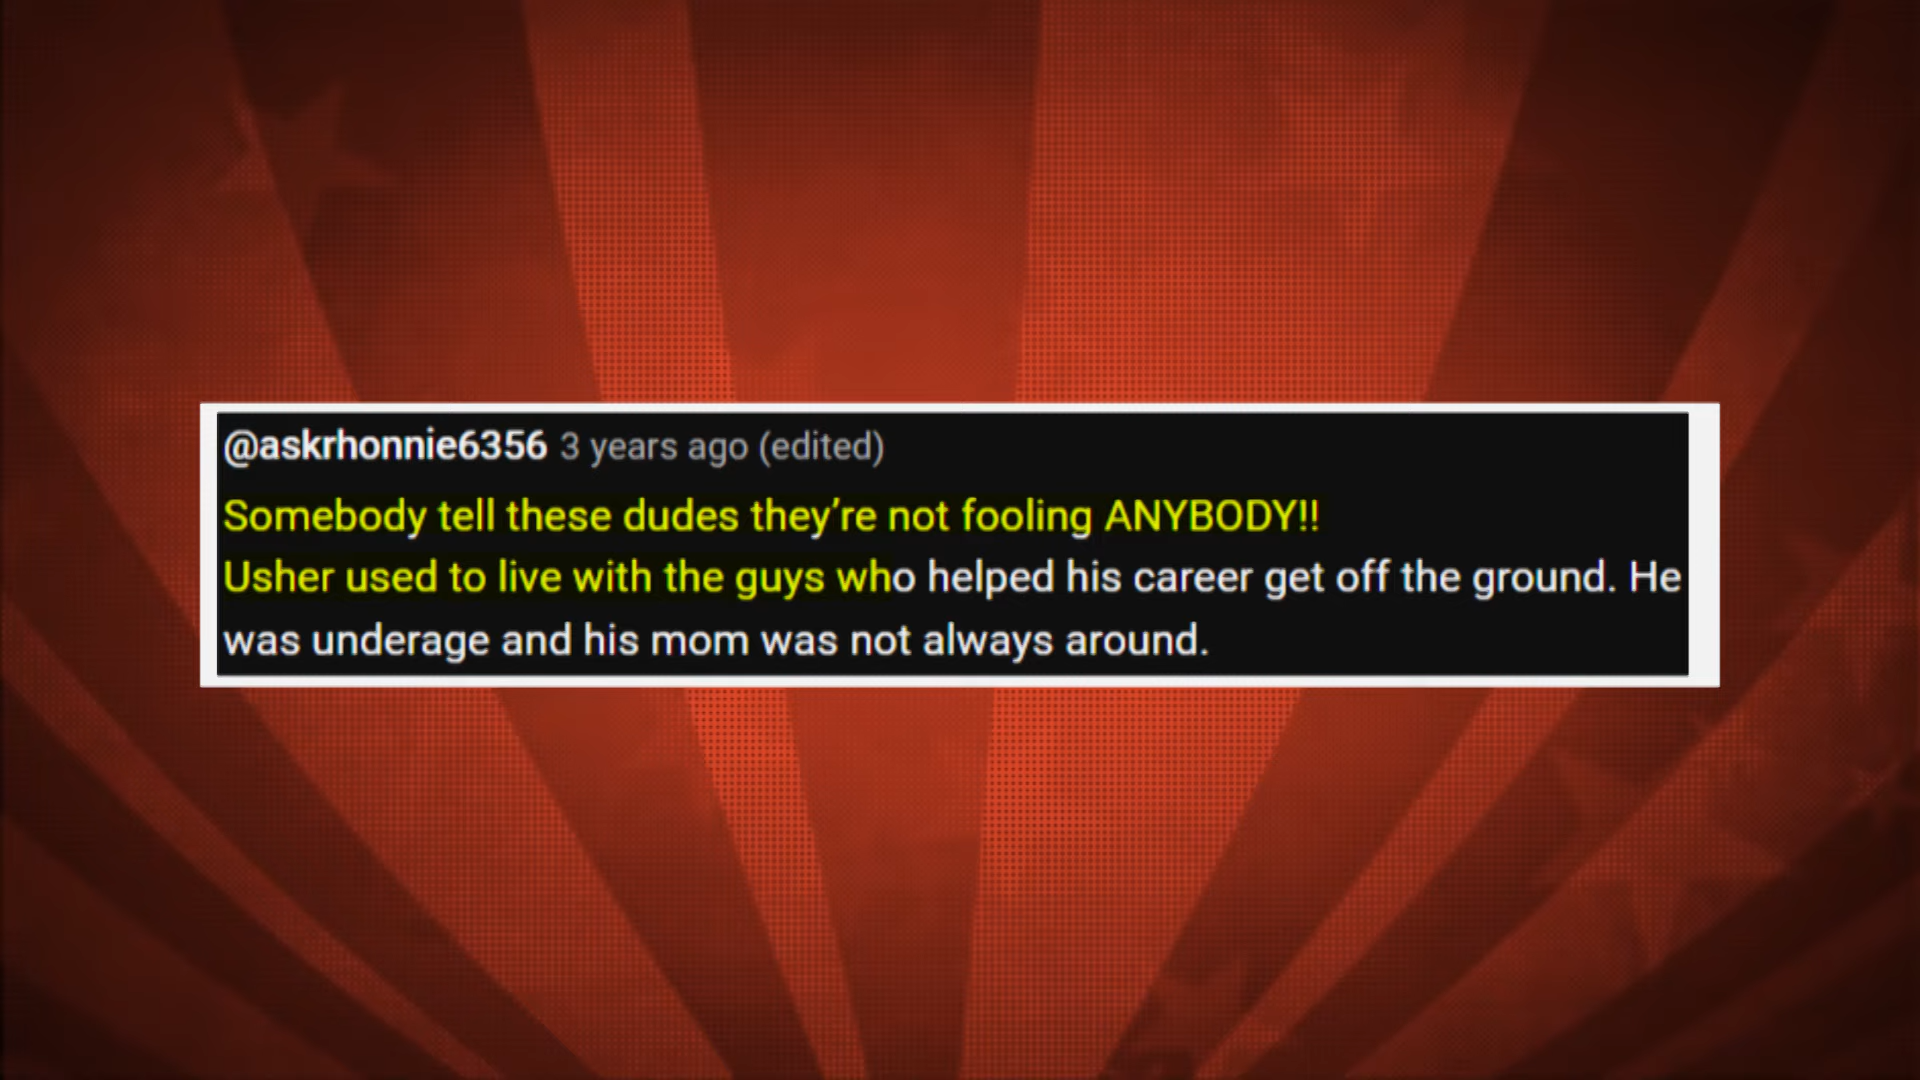 @askrhonnie6356 3 years ago (edited)
Somebody tell these dudes they’re not fooling ANYBODY!!
Usher used to live with the guys who helped his career get off the ground. He
was underage and his mom was not always around.